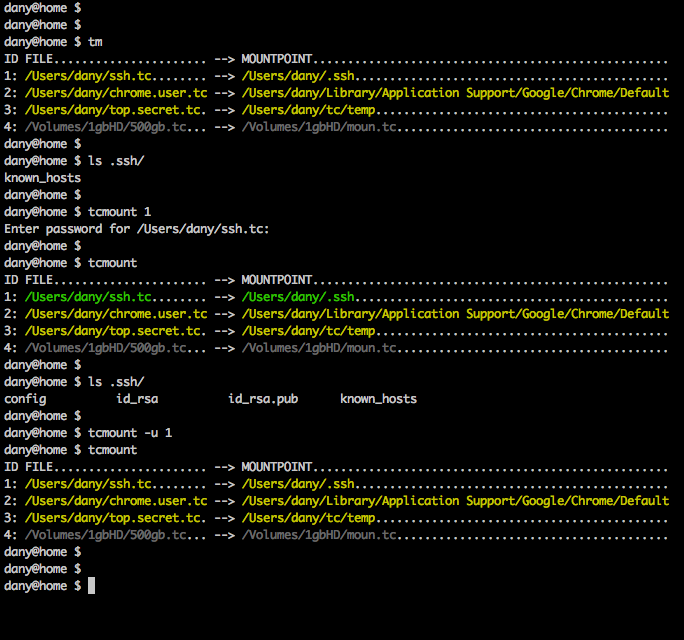 dany@home $
dany@home $
dany@home $ tm
ID FILE...................... --> MOUNTPOINT...................................................
1: /Users/dany/ssh.tc........ --> /Users/dany/.ssh.............................................
2: /Users/dany/chrome.user.tc --> /Users/dany/Library/Application Support/Google/Chrome/Default
3: /Users/dany/top.secret.tc. --> /Users/dany/tc/temp..........................................
4: /Volumes/1gbHD/500gb.tc... --> /Volumes/1gbHD/moun.tc.......................................
dany@home $
dany@home $ ls .ssh/
known_hosts
dany@home $
dany@home $ tcmount 1
Enter password for /Users/dany/ssh.tc:
dany@home $
dany@home $ tcmount
ID FILE...................... --> MOUNTPOINT...................................................
1: /Users/dany/ssh.tc........ --> /Users/dany/.ssh.............................................
2: /Users/dany/chrome.user.tc --> /Users/dany/Library/Application Support/Google/Chrome/Default
3: /Users/dany/top.secret.tc. --> /Users/dany/tc/temp..........................................
4: /Volumes/1gbHD/500gb.tc... --> /Volumes/1gbHD/moun.tc.......................................
dany@home $
dany@home $ ls .ssh/
config          id_rsa          id_rsa.pub      known_hosts
dany@home $
dany@home $ tcmount -u 1
dany@home $ tcmount
ID FILE...................... --> MOUNTPOINT...................................................
1: /Users/dany/ssh.tc........ --> /Users/dany/.ssh.............................................
2: /Users/dany/chrome.user.tc --> /Users/dany/Library/Application Support/Google/Chrome/Default
3: /Users/dany/top.secret.tc. --> /Users/dany/tc/temp..........................................
4: /Volumes/1gbHD/500gb.tc... --> /Volumes/1gbHD/moun.tc.......................................
dany@home $
dany@home $
dany@home $